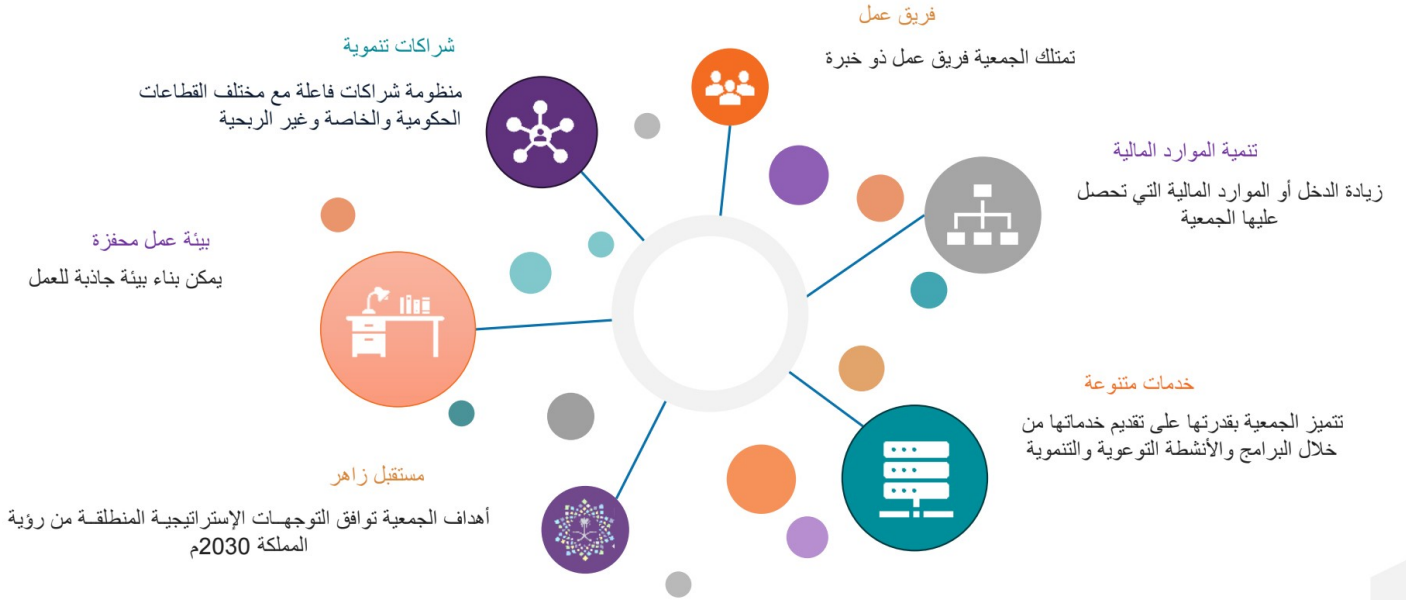 فريق عمل
تمتلك الجمعية فريق عمل ذو خبرة
تنمية الموارد المالية
زيادة الدخل أو الموارد المالية التي تحصل
عليها الجمعية
خدمات متنوعة
تتميز الجمعية بقدرتها على تقديم خدماتها من
خلال البرامج والأنشطة التوعوية والتنموية
شراكات تنموية
منظومة شراكات فاعلة مع مختلف القطاعات
الحكومية والخاصة وغير الربحية
بيئة عمل محفزة
يمكن بناء بيئة جاذبة للعمل
مستقبل زاهر
أهداف الجمعية توافق التوجهــات الإستراتيجيـة المنطلقــة من رؤية
المملكة 2030م